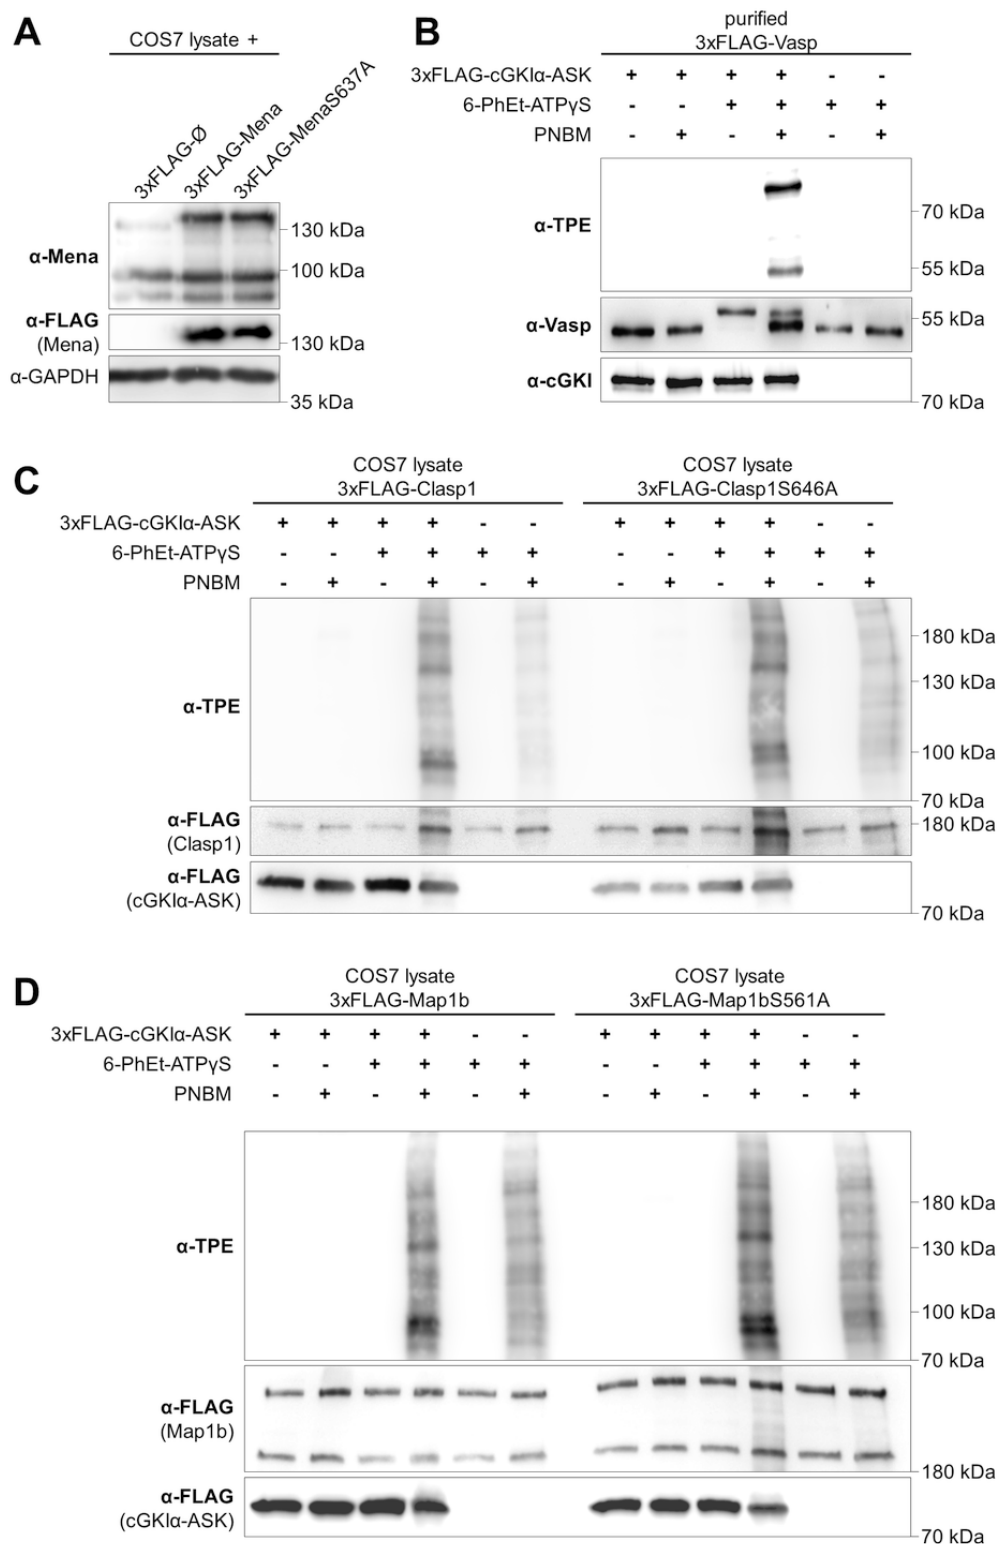 A
COS7 lysate +
3xFLAG-Ø
3xFLAG-Mena
3xFLAG-MenaS637A
α-Mena
130 kDa
100 kDa
α-FLAG
(Mena)
130 kDa
α-GAPDH
35 kDa
B
purified
3xFLAG-Vasp
3xFLAG-cGKIα-ASK + + + + - -
6-PhEt-ATPγS - - + + + +
PNBM - + - + - +
α-TPE
70 kDa
55 kDa
α-Vasp
55 kDa
α-cGKI
70 kDa
C
COS7 lysate
3xFLAG-Clasp1
COS7 lysate
3xFLAG-Clasp1S646A
3xFLAG-cGKIα-ASK + + + + - - + + + + - -
6-PhEt-ATPγS - - + + + + - - + + + +
PNBM - + - + - + - + - + - +
α-TPE
180 kDa
130 kDa
100 kDa
70 kDa
α-FLAG
(Clasp1)
180 kDa
α-FLAG
(cGKIα-ASK)
70 kDa
D
COS7 lysate
3xFLAG-Map1b
COS7 lysate
3xFLAG-Map1bS561A
3xFLAG-cGKIα-ASK + + + + - - + + + + - -
6-PhEt-ATPγS - - + + + + - - + + + +
PNBM - + - + - + - + - + - +
α-TPE
180 kDa
130 kDa
100 kDa
70 kDa
α-FLAG
(Map1b)
180 kDa
α-FLAG
(cGKIα-ASK)
70 kDa